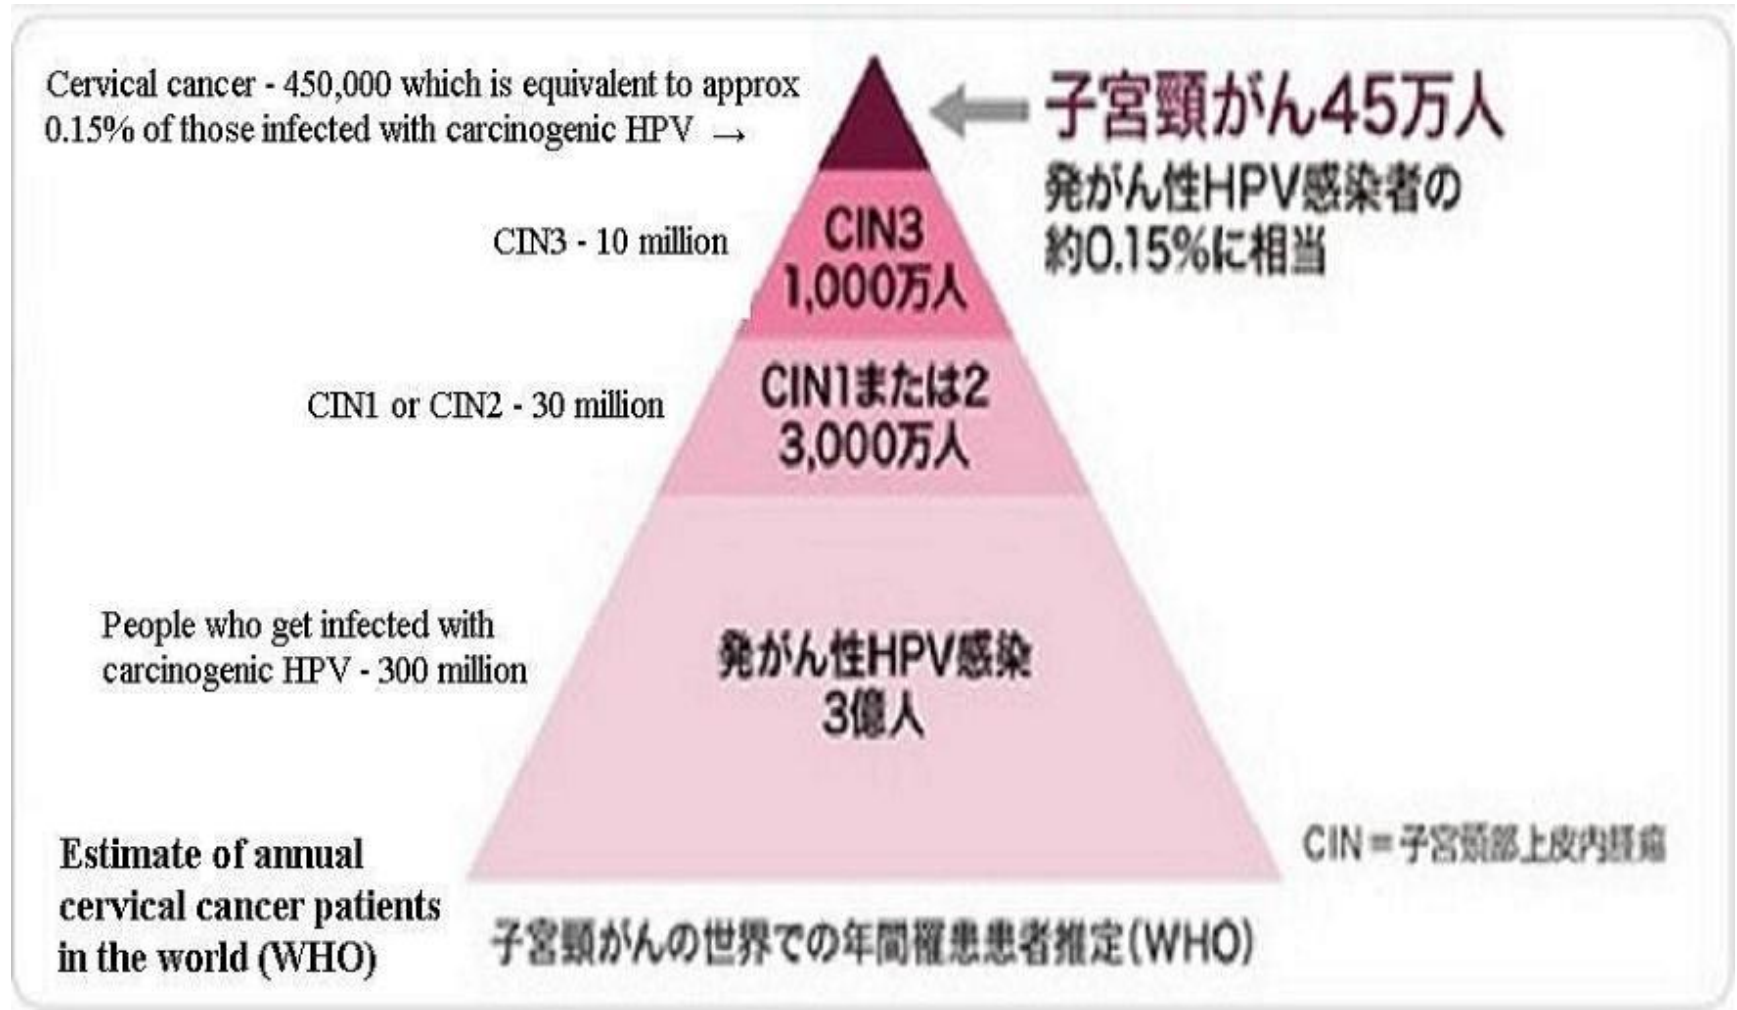 Cervical cancer - 450,000 which is equivalent to approx
0.15% of those infected with carcinogenic HPV →
子宮頸がん45万人
発がん性HPV感染者の
約0.15%に相当
CIN3 - 10 million
CIN3
1,000万人
CIN1 or CIN2 - 30 million
CIN1または2
3,000万人
People who get infected with
carcinogenic HPV - 300 million
発がん性HPV感染
3億人
CIN=子宮頸部上皮内腫瘍
Estimate of annual
cervical cancer patients
in the world (WHO)
子宮頸がんの世界での年間罹患患者推定(WHO)